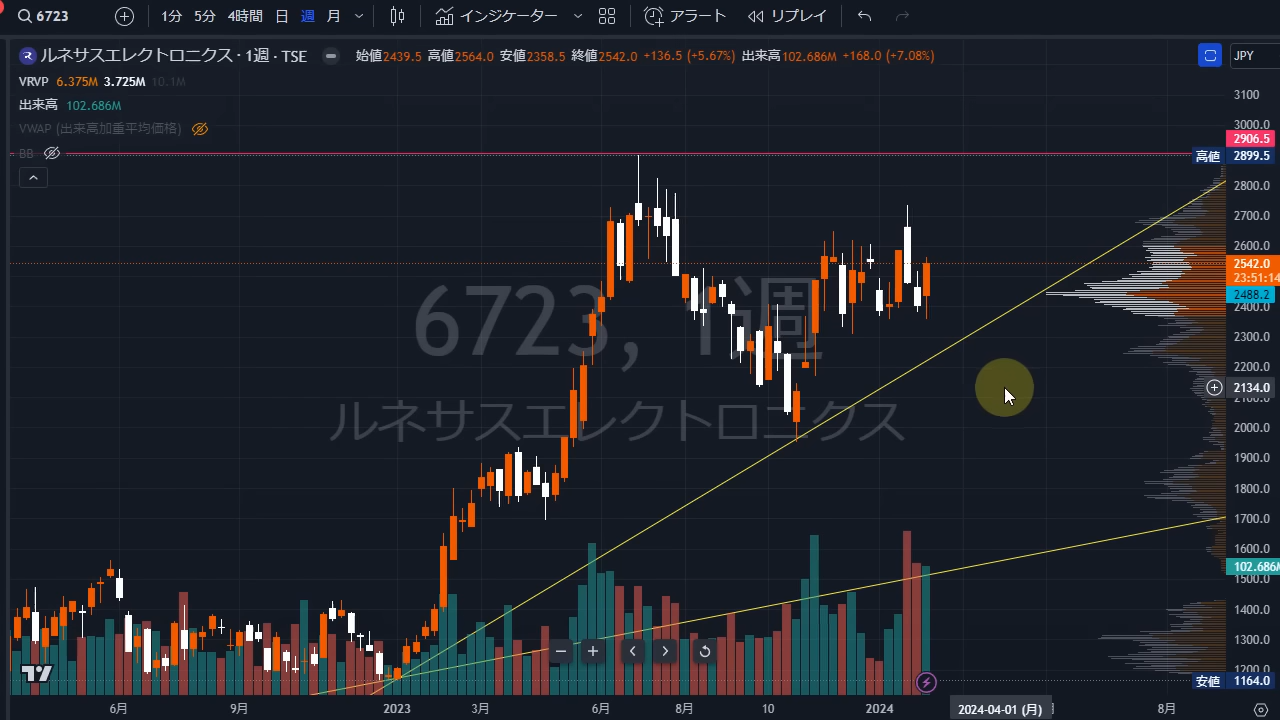 6723 1分 5分 4時間 日 週 月 インジケーター アラート リプレイ
ルネサスエレクトロニクス · 1週 · TSE 始値2439.5 高値2564.0 安値2358.5 終値2542.0 +136.5 (+5.67%) 出来高102.686M +168.0 (+7.08%) JPY
VRVP 6.375M 3.725M 10.1M
出来高 102.686M
VWAP (出来高加重平均価格)
BB
6723, 1週
ルネサスエレクトロニクス
3100
3000.0
2906.5
高値 2899.5
2800.0
2700.0
2600.0
2542.0
23:51:14
2488.2
2400.0
2300.0
2200.0
2134.0
2100.0
2000.0
1900.0
1800.0
1700.0
1600.0
102.686M
1500.0
1400.0
1300.0
1200.0
安値 1164.0
6月 9月 2023 3月 6月 8月 10 2024 2024-04-01 (月) 8月